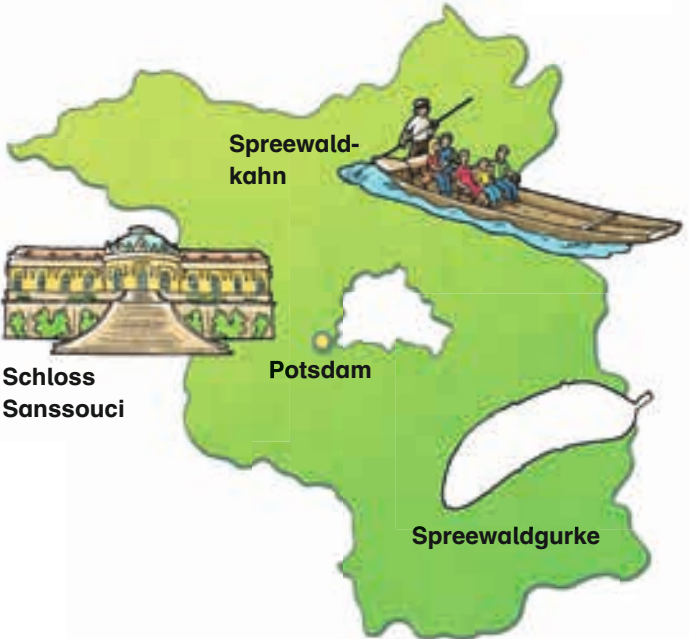 Spreewald-
kahn
Schloss
Sanssouci
Potsdam
Spreewaldgurke